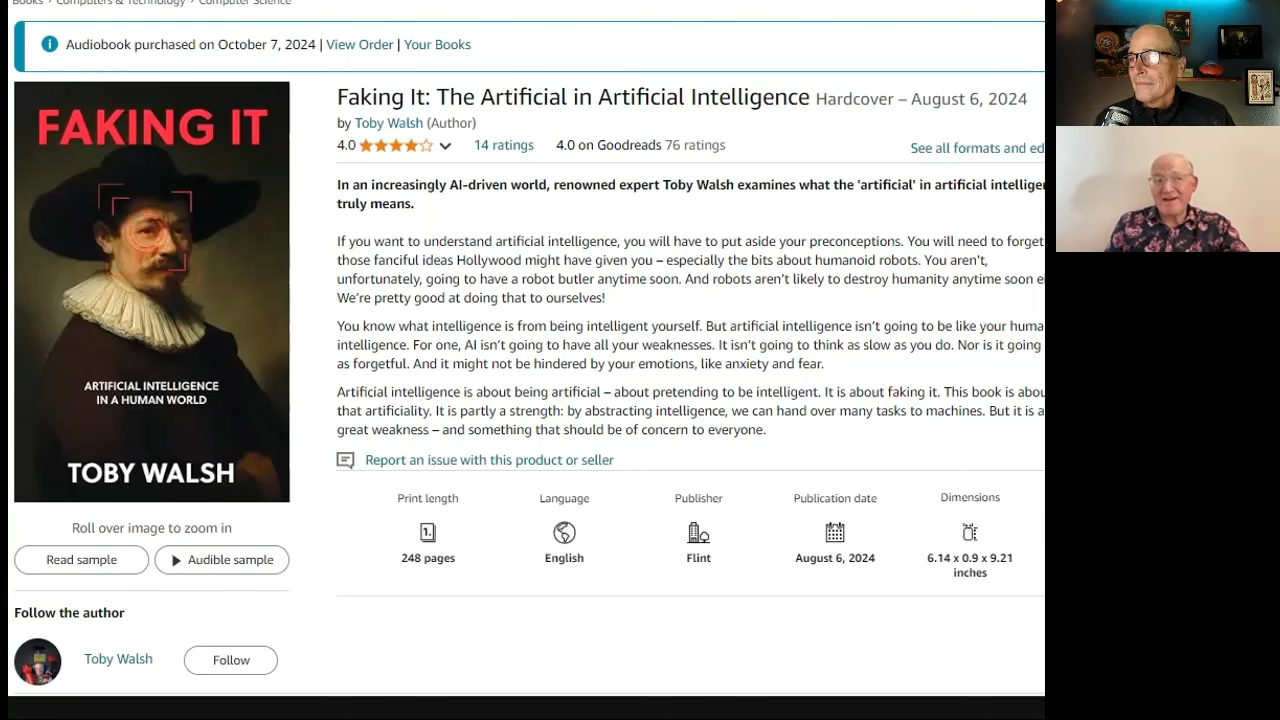 Books › Computers & Technology › Computer Science
Audiobook purchased on October 7, 2024 | View Order | Your Books
FAKING IT
ARTIFICIAL INTELLIGENCE
IN A HUMAN WORLD
TOBY WALSH
Roll over image to zoom in
Read sample
Audible sample
Follow the author
Toby Walsh
Follow
Faking It: The Artificial in Artificial Intelligence Hardcover – August 6, 2024
by Toby Walsh (Author)
4.0 14 ratings 4.0 on Goodreads 76 ratings
See all formats and ed
In an increasingly AI-driven world, renowned expert Toby Walsh examines what the 'artificial' in artificial intelligen
truly means.
If you want to understand artificial intelligence, you will have to put aside your preconceptions. You will need to forget
those fanciful ideas Hollywood might have given you – especially the bits about humanoid robots. You aren't,
unfortunately, going to have a robot butler anytime soon. And robots aren't likely to destroy humanity anytime soon e
We're pretty good at doing that to ourselves!
You know what intelligence is from being intelligent yourself. But artificial intelligence isn't going to be like your huma
intelligence. For one, AI isn't going to have all your weaknesses. It isn't going to think as slow as you do. Nor is it going
as forgetful. And it might not be hindered by your emotions, like anxiety and fear.
Artificial intelligence is about being artificial – about pretending to be intelligent. It is about faking it. This book is abou
that artificiality. It is partly a strength: by abstracting intelligence, we can hand over many tasks to machines. But it is a
great weakness – and something that should be of concern to everyone.
Report an issue with this product or seller
Print length
1.
248 pages
Language
English
Publisher
Flint
Publication date
August 6, 2024
Dimensions
6.14 x 0.9 x 9.21
inches